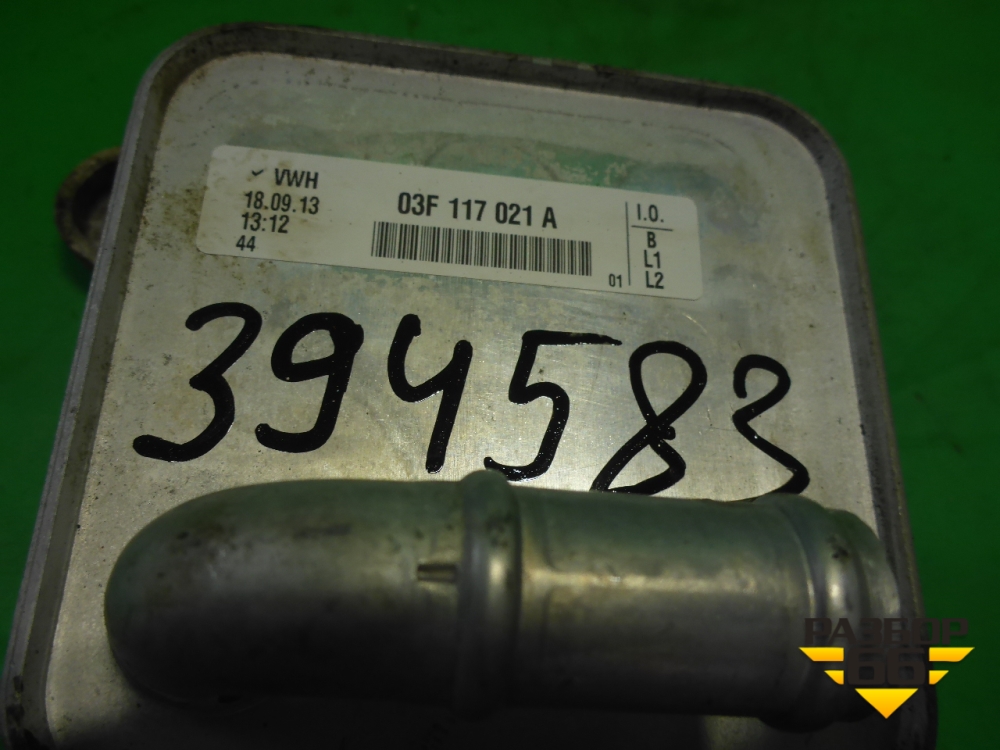 VWH
18.09.13
13:12
44
03F 117 021 A
01
I.O.
B
L1
L2
394583
РАЗБОР
66